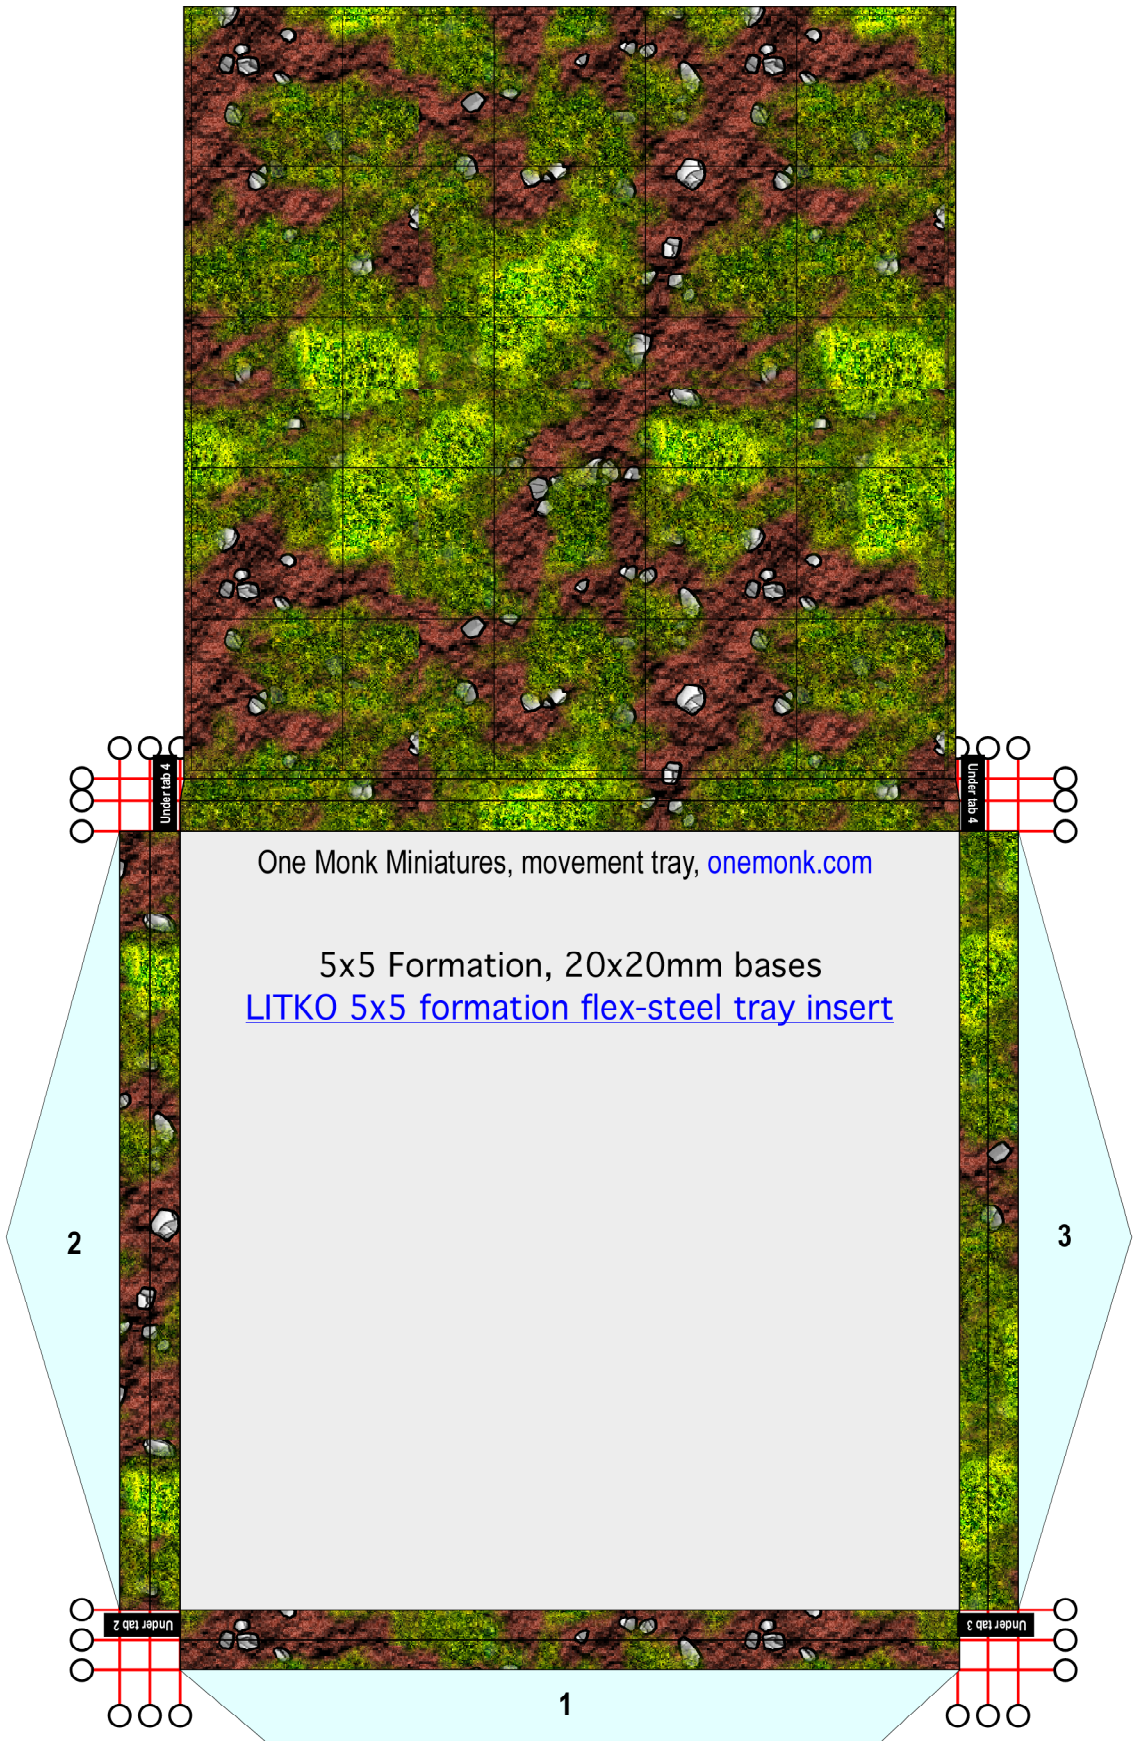 Under tab 4
Under tab 4
One Monk Miniatures, movement tray, onemonk.com
5x5 Formation, 20x20mm bases
LITKO 5x5 formation flex-steel tray insert
2
3
Under tab 2
Under tab 3
1